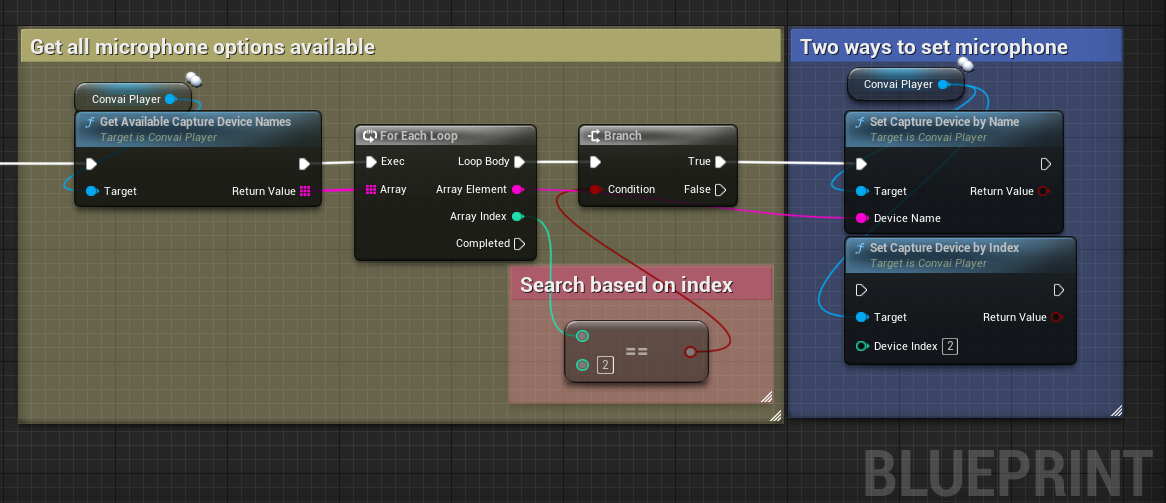 Get all microphone options available
Convai Player
Get Available Capture Device Names
Target is Convai Player
Target
Return Value
For Each Loop
Exec
Loop Body
Array
Array Element
Array Index
Completed
Branch
True
Condition
False
Search based on index
==
2
Two ways to set microphone
Convai Player
Set Capture Device by Name
Target is Convai Player
Target
Return Value
Device Name
Set Capture Device by Index
Target is Convai Player
Target
Return Value
Device Index 2
BLUEPRINT